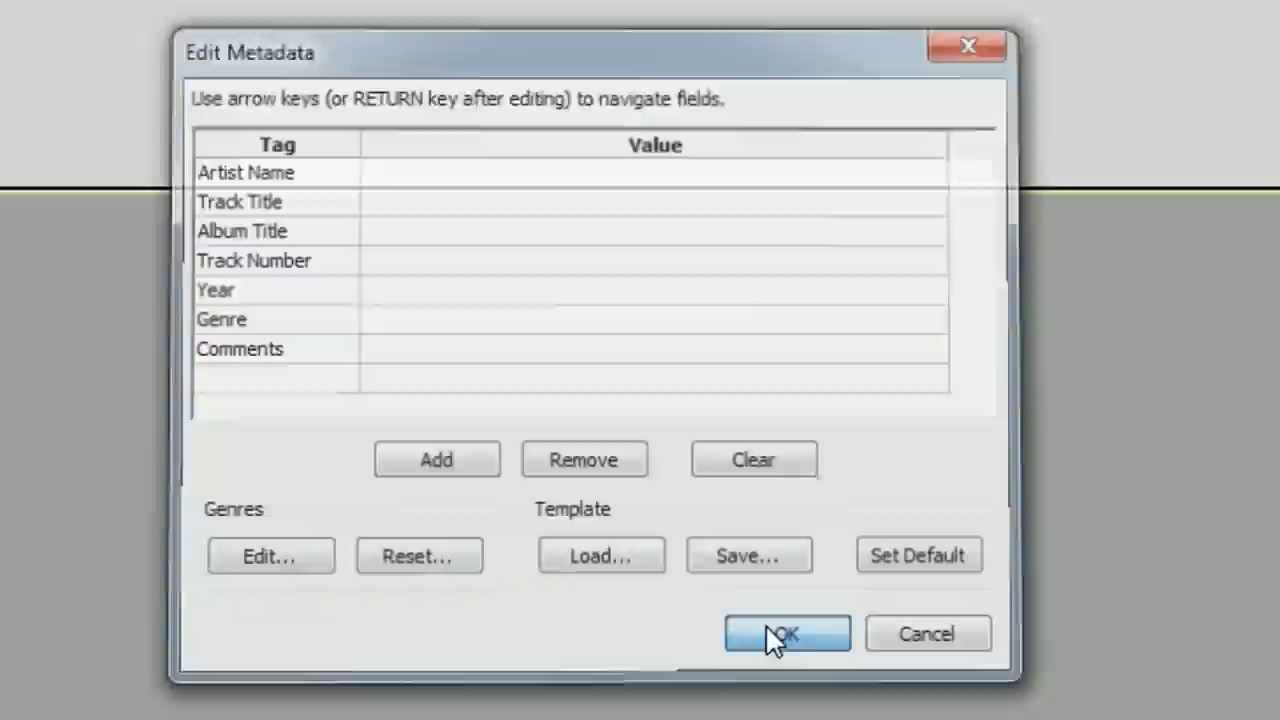 Edit Metadata
Use arrow keys (or RETURN key after editing) to navigate fields.
Tag Value
Artist Name
Track Title
Album Title
Track Number
Year
Genre
Comments
Add Remove Clear
Genres Template
Edit... Reset... Load... Save... Set Default
OK Cancel